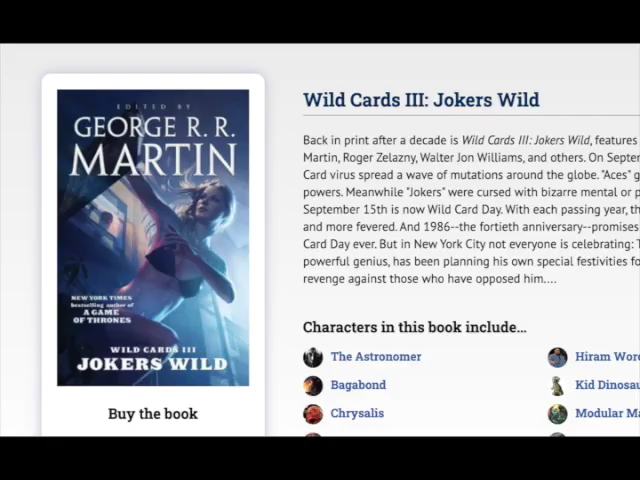 EDITED BY
GEORGE R. R.
MARTIN
NEW YORK TIMES
bestselling author of
A GAME
OF THRONES
WILD CARDS III
JOKERS WILD
Buy the book
Wild Cards III: Jokers Wild
Back in print after a decade is Wild Cards III: Jokers Wild, features
Martin, Roger Zelazny, Walter Jon Williams, and others. On Septem
Card virus spread a wave of mutations around the globe. "Aces" g
powers. Meanwhile "Jokers" were cursed with bizarre mental or p
September 15th is now Wild Card Day. With each passing year, th
and more fevered. And 1986--the fortieth anniversary--promises
Card Day ever. But in New York City not everyone is celebrating: T
powerful genius, has been planning his own special festivities fo
revenge against those who have opposed him....
Characters in this book include...
The Astronomer
Hiram Worc
Bagabond
Kid Dinosau
Chrysalis
Modular Ma